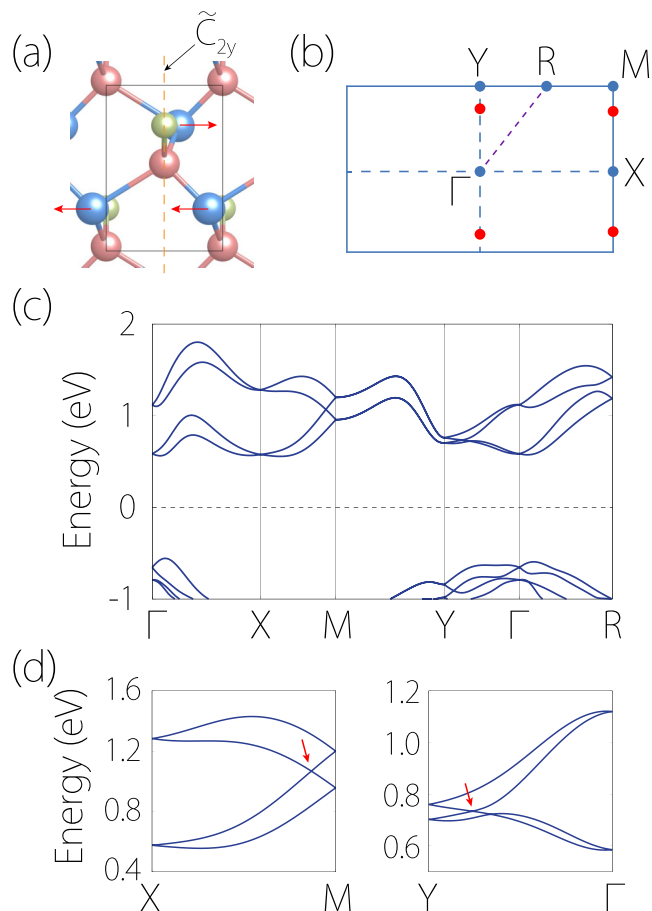 (a)
C̃2y
(b)
Y R M
Γ X
(c)
Energy (eV)
2
1
0
-1
Γ X M Y Γ R
(d)
Energy (eV)
1.6
1.2
0.8
0.4
X M
1.2
1.0
0.8
0.6
Y Γ